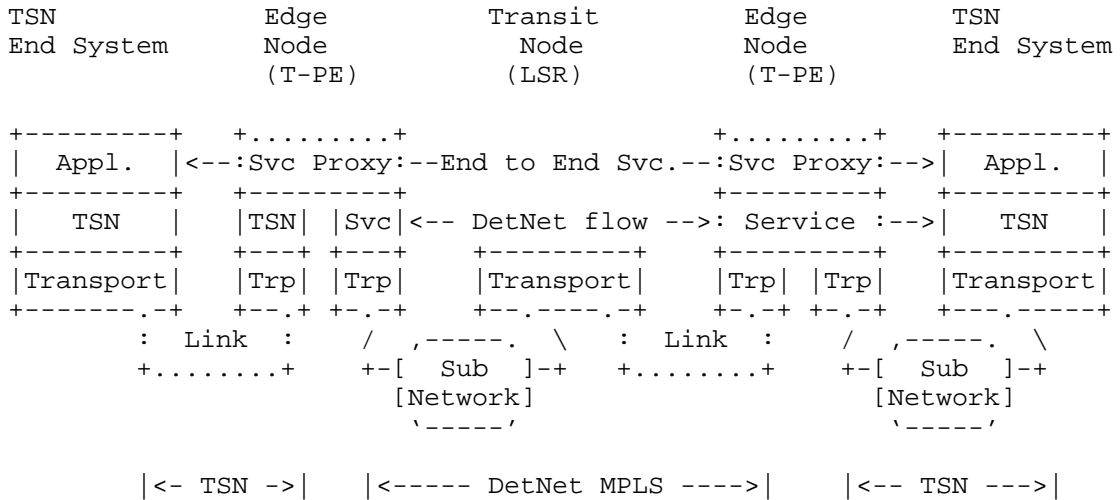 TSN                Edge              Transit            Edge            TSN
End System        Node              Node              Node            End System
                  (T-PE)            (LSR)             (T-PE)

+---------+    +.........+                     +.........+    +---------+
|  Appl.  |<--:Svc Proxy:--End to End Svc.--:Svc Proxy:-->|  Appl.  |
+---------+    +---------+                     +---------+    +---------+
|   TSN   |    |TSN| |Svc|<-- DetNet flow -->: Service :-->|   TSN   |
+---------+    +---+ +---+    +---------+      +---------+    +---------+
|Transport|    |Trp| |Trp|    |Transport|      |Trp| |Trp|    |Transport|
+-------.-+    +--.+ +-.-+    +--.----.-+      +-.-+ +-.-+    +---.-----+
        :  Link  :    /  ,-----.  \   :  Link  :    /  ,-----.  \
        +........+    +-[  Sub  ]-+   +........+    +-[  Sub  ]-+
                        [Network]                     [Network]
                         ‘-----’                       ‘-----’

        |<- TSN ->|   |<----- DetNet MPLS ---->|    |<-- TSN --->|